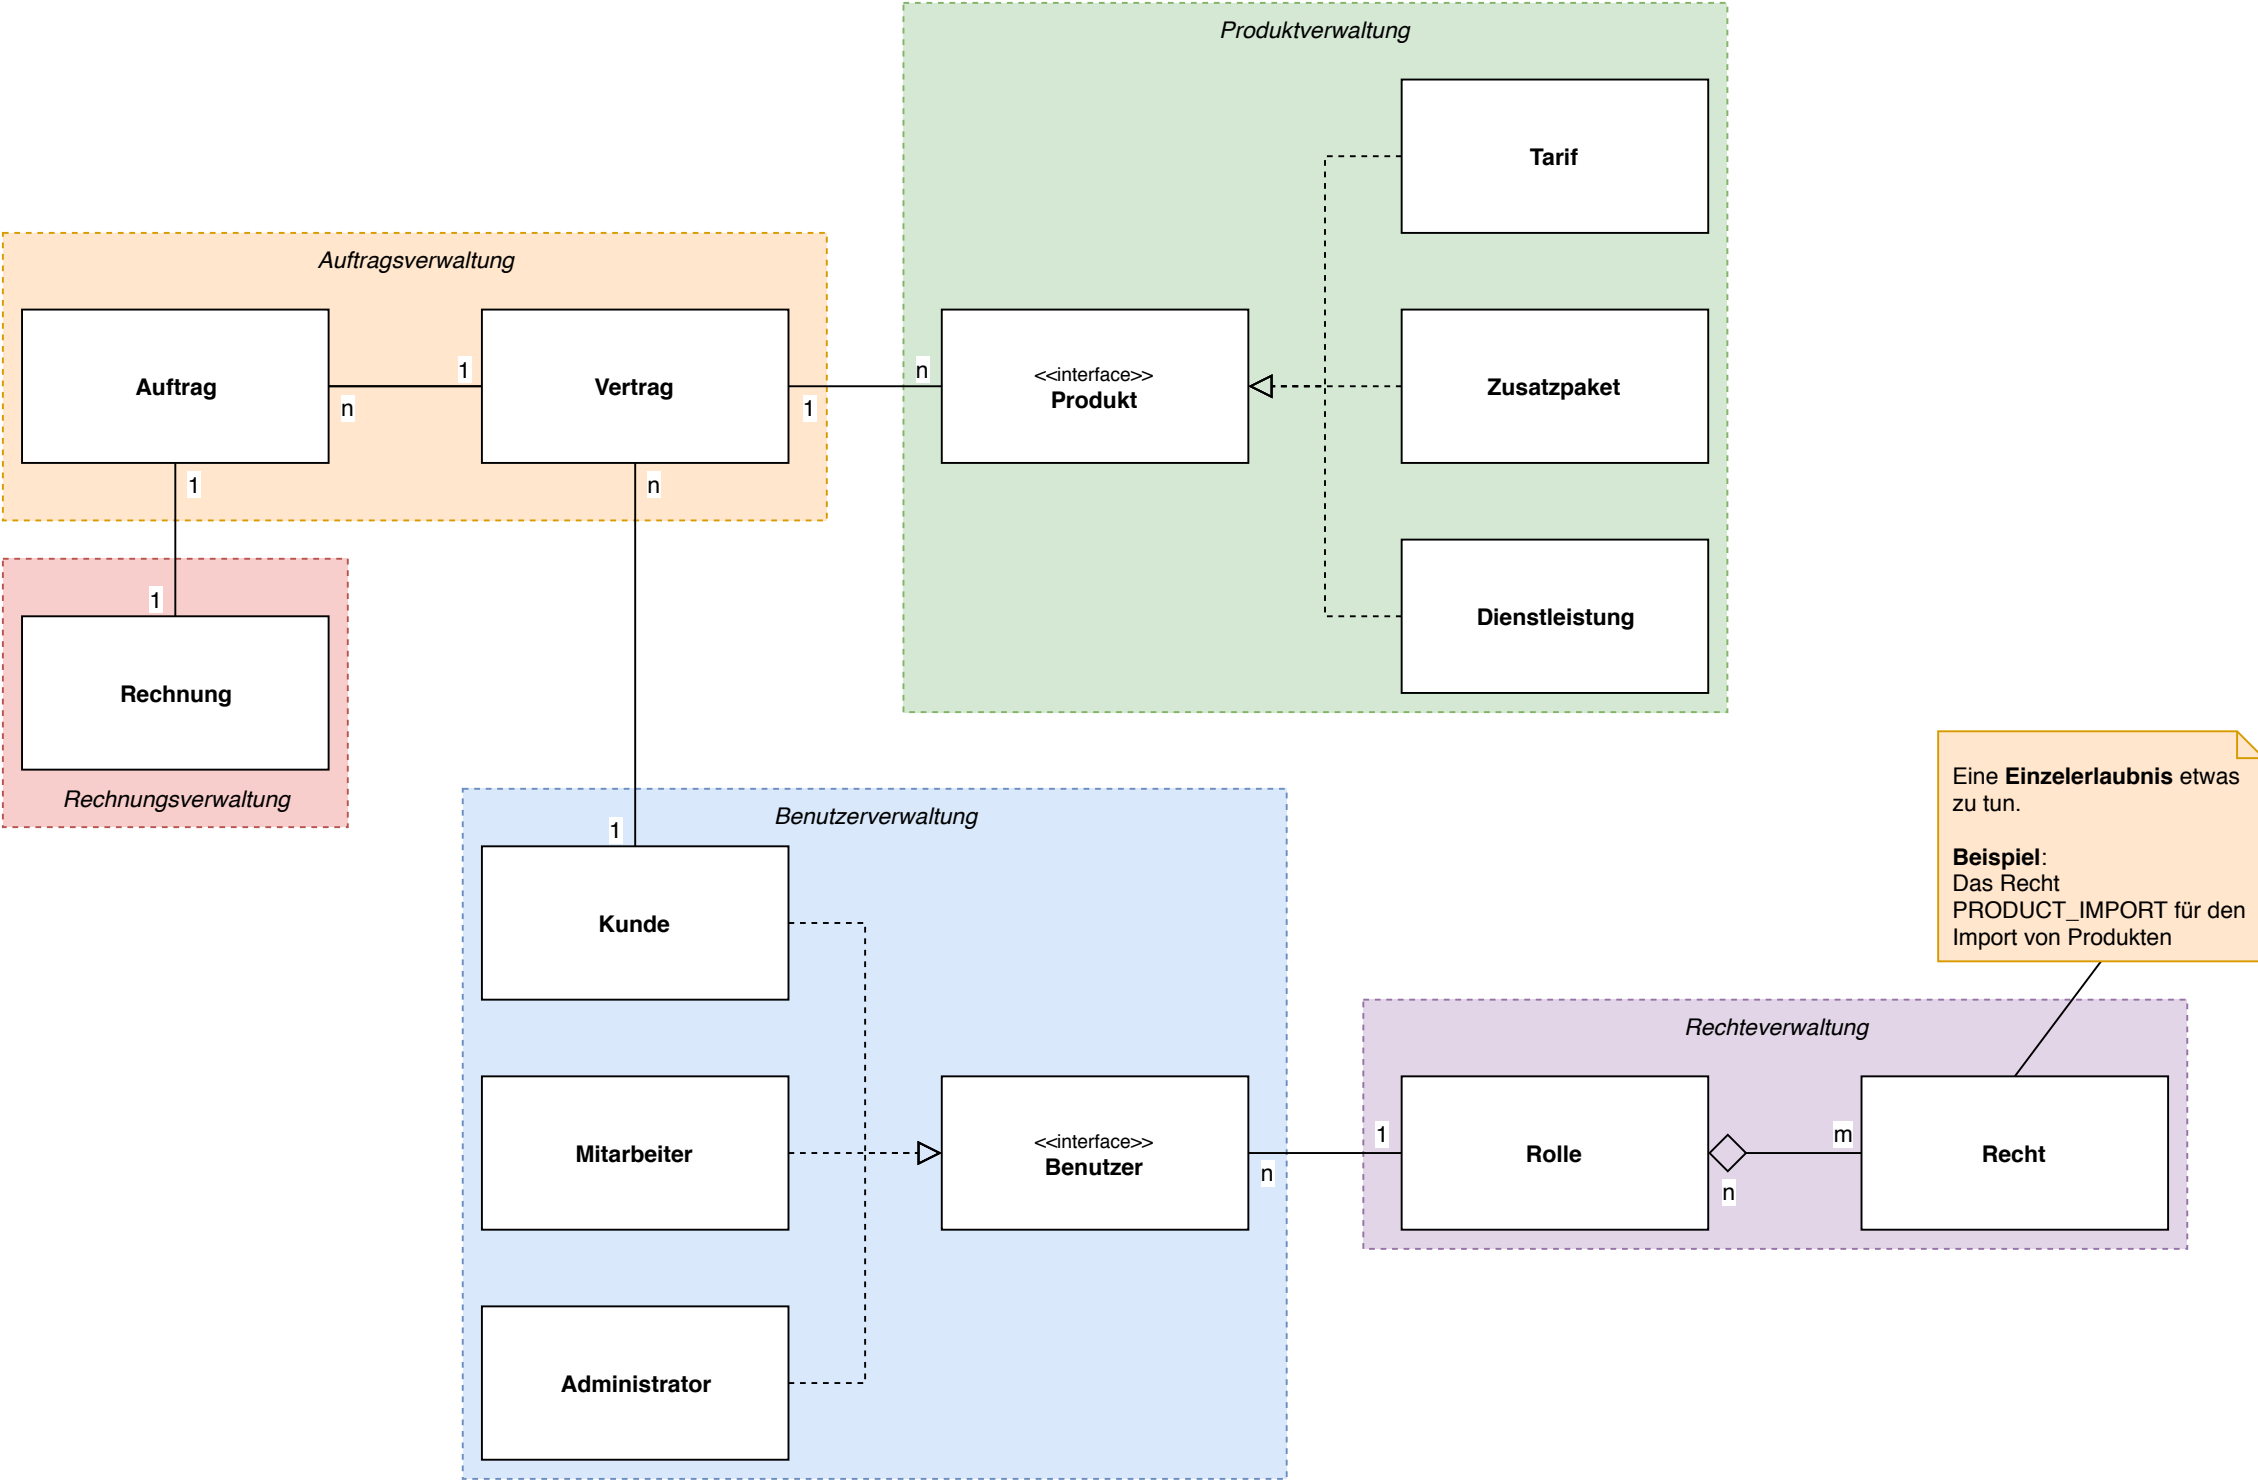 Produktverwaltung
Tarif
Auftragsverwaltung
Auftrag
1
n
Vertrag
n
1
<<interface>>
Produkt
Zusatzpaket
1
n
1
Rechnung
Rechnungsverwaltung
Dienstleistung
Eine Einzelerlaubnis etwas
zu tun.
Beispiel:
Das Recht
PRODUCT_IMPORT für den
Import von Produkten
Benutzerverwaltung
1
Kunde
Mitarbeiter
<<interface>>
Benutzer
n
1
Administrator
Rechteverwaltung
Rolle
n
m
Recht